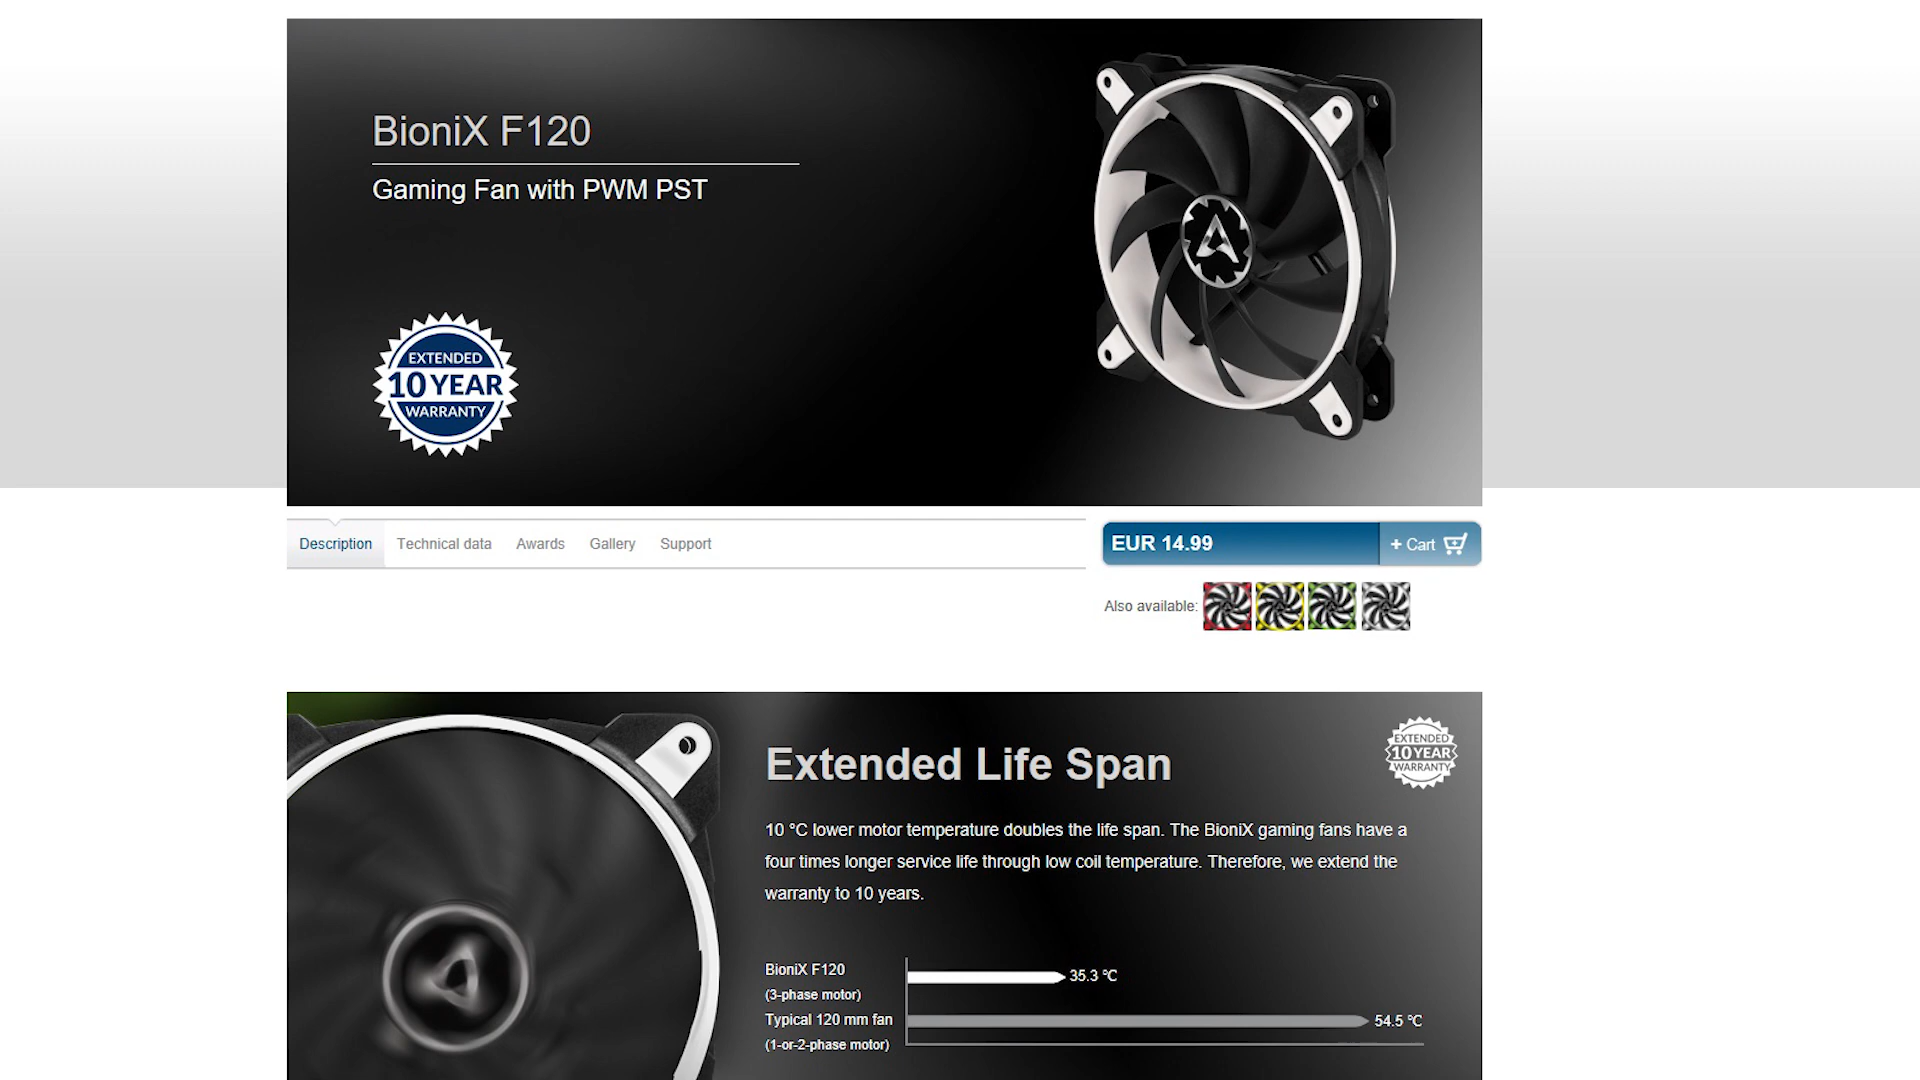 BioniX F120
Gaming Fan with PWM PST
EXTENDED
10 YEAR
WARRANTY
Description
Technical data
Awards
Gallery
Support
EUR 14.99
+ Cart
Also available:
Extended Life Span
EXTENDED
10 YEAR
WARRANTY
10 °C lower motor temperature doubles the life span. The BioniX gaming fans have a
four times longer service life through low coil temperature. Therefore, we extend the
warranty to 10 years.
BioniX F120
(3-phase motor)
35.3 °C
Typical 120 mm fan
(1-or-2-phase motor)
54.5 °C